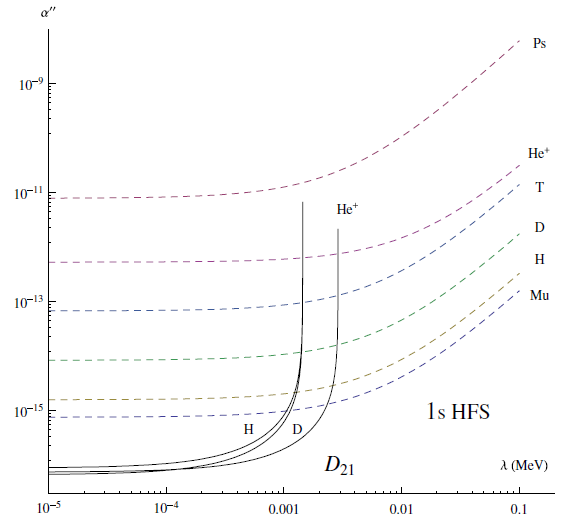 α″
Ps
10⁻⁹
He⁺
T
10⁻¹¹
He⁺
D
H
10⁻¹³
Mu
10⁻¹⁵
1s HFS
H
D
D₂₁
λ (MeV)
10⁻⁵
10⁻⁴
0.001
0.01
0.1